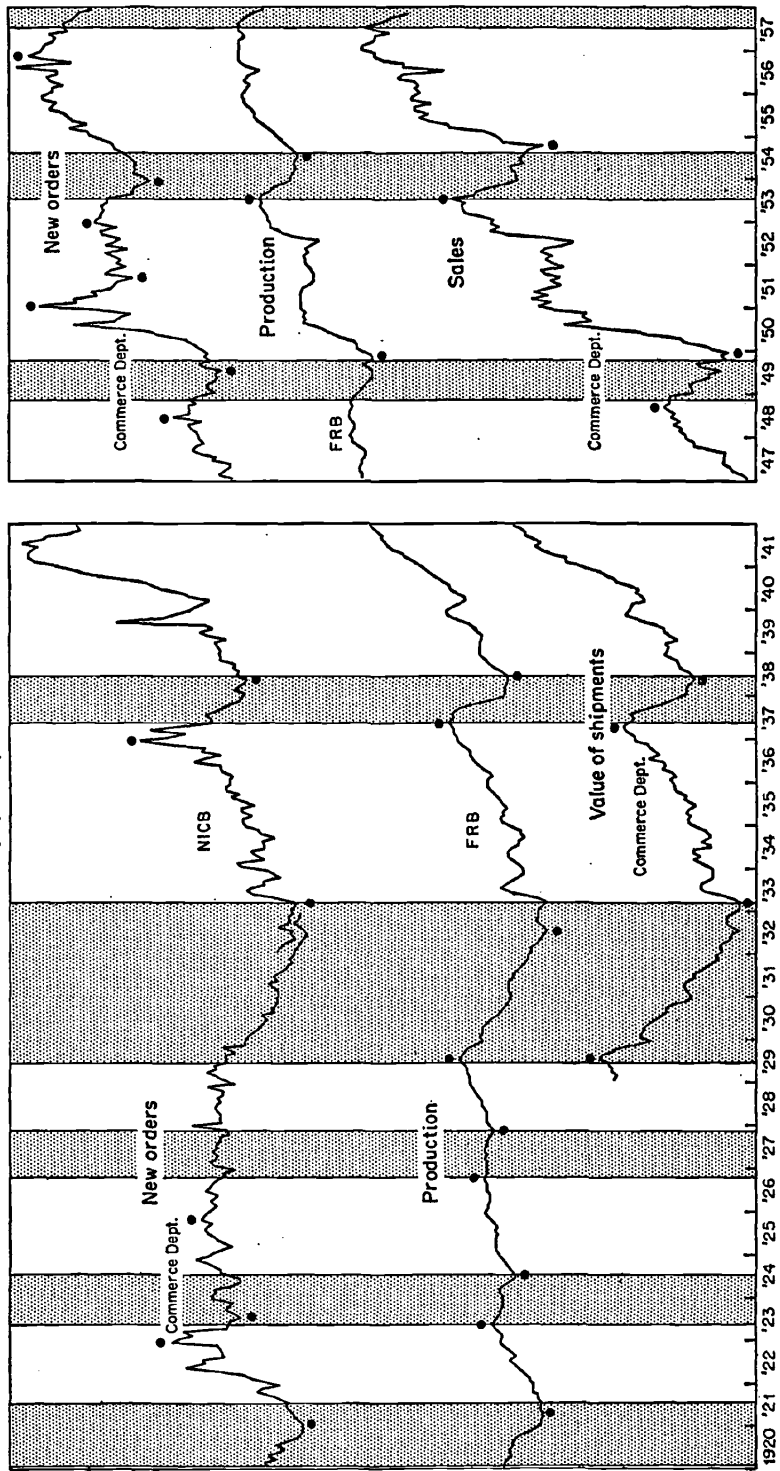 New orders
Commerce Dept.
NICB
Production
FRB
Value of shipments
Commerce Dept.
1920 '21 '22 '23 '24 '25 '26 '27 '28 '29 '30 '31 '32 '33 '34 '35 '36 '37 '38 '39 '40 '41
New orders
Commerce Dept.
Production
FRB
Sales
Commerce Dept.
'47 '48 '49 '50 '51 '52 '53 '54 '55 '56 '57